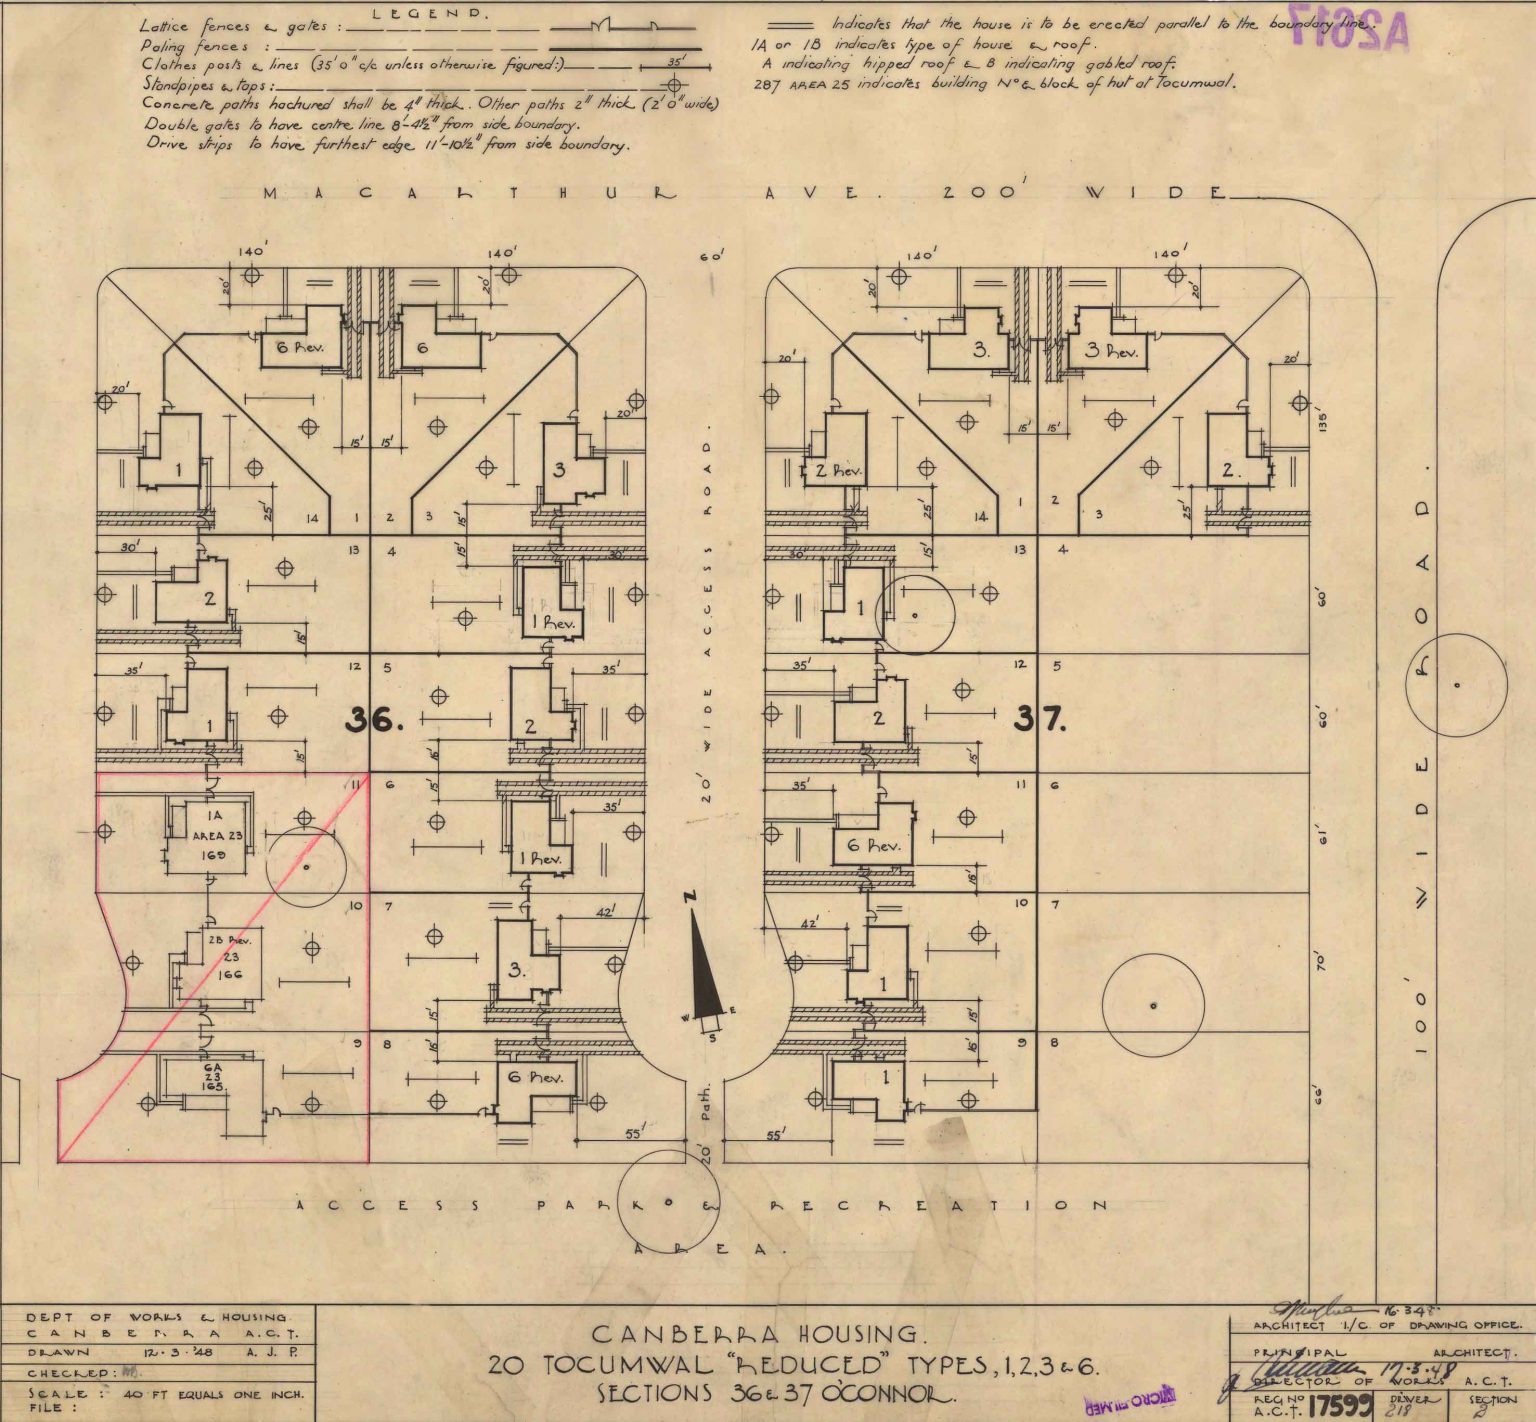 LEGEND.
Lattice fences & gates :
Paling fences :
Clothes posts & lines (35'0" c/c unless otherwise figured:) 35'
Standpipes & taps :
Concrete paths hachured shall be 4" thick. Other paths 2" thick (2'0" wide)
Double gates to have centre line 8'-4½" from side boundary.
Drive strips to have furthest edge 11'-10½" from side boundary.
Indicates that the house is to be erected parallel to the boundary line.
1A or 1B indicates type of house & roof.
A indicating hipped roof & B indicating gabled roof.
287 AREA 25 indicates building Nº & block of hut at Tocumwal.
A2617
MACARTHUR AVE. 200' WIDE
140' 140' 60' 140' 140'
20' 20' 20' 20'
6 Rev. 6 3. 3 Rev.
20' 20' 20' 20' 135'
15' 15' 15' 15'
1 3 2 Rev. 2.
25' 15' 25' 25'
14 1 2 3 14 1 2 3
30' 13 4 15' 30' 15' 13 4
2 1 Rev. 1 60'
15'
35' 12 5 35' 35' 12 5
1 36. 2 2 37. 60'
15' 15' 15'
11 6 15' 35' 35' 11 6
1A
AREA 23
169
1 Rev. 6 Rev. 61'
15'
10 7 42' 42' 10 7
2B Rev.
23
166
3. 1 70'
15' 15'
N
W E
S
9 8 15' 15' 9 8
6A
23
165.
6 Rev. 1 66'
55' 55'
20' Path.
20' WIDE ACCESS ROAD.
100' WIDE ROAD.
ACCESS PARK & RECREATION
AREA.
DEPT OF WORKS & HOUSING.
CANBERRA A.C.T.
DRAWN 12·3·'48 A. J. P.
CHECKED:
SCALE : 40 FT EQUALS ONE INCH.
FILE :
CANBERRA HOUSING.
20 TOCUMWAL "REDUCED" TYPES, 1,2,3 & 6.
SECTIONS 36 & 37 O'CONNOR.
MICRO FILMED
16·3·48
ARCHITECT I/C. OF DRAWING OFFICE.
PRINCIPAL ARCHITECT.
17·3·48
DIRECTOR OF WORKS A.C.T.
REG Nº A.C.T. 17599
DRAWER 218
SECTION 2